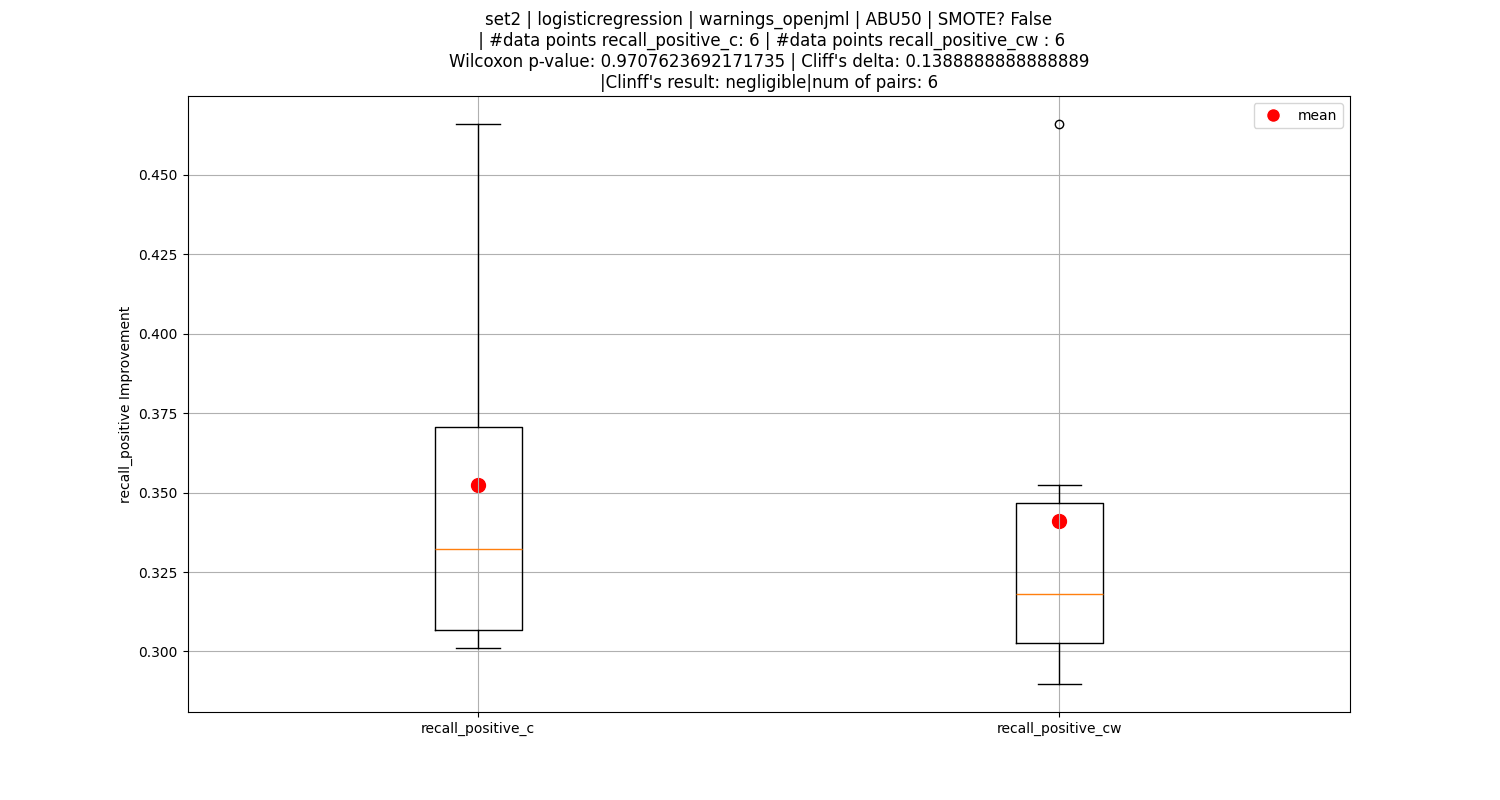 set2 | logisticregression | warnings_openjml | ABU50 | SMOTE? False
| #data points recall_positive_c: 6 | #data points recall_positive_cw : 6
Wilcoxon p-value: 0.9707623692171735 | Cliff's delta: 0.1388888888888889
|Clinff's result: negligible|num of pairs: 6
mean
0.450
0.425
0.400
0.375
0.350
0.325
0.300
recall_positive Improvement
recall_positive_c
recall_positive_cw